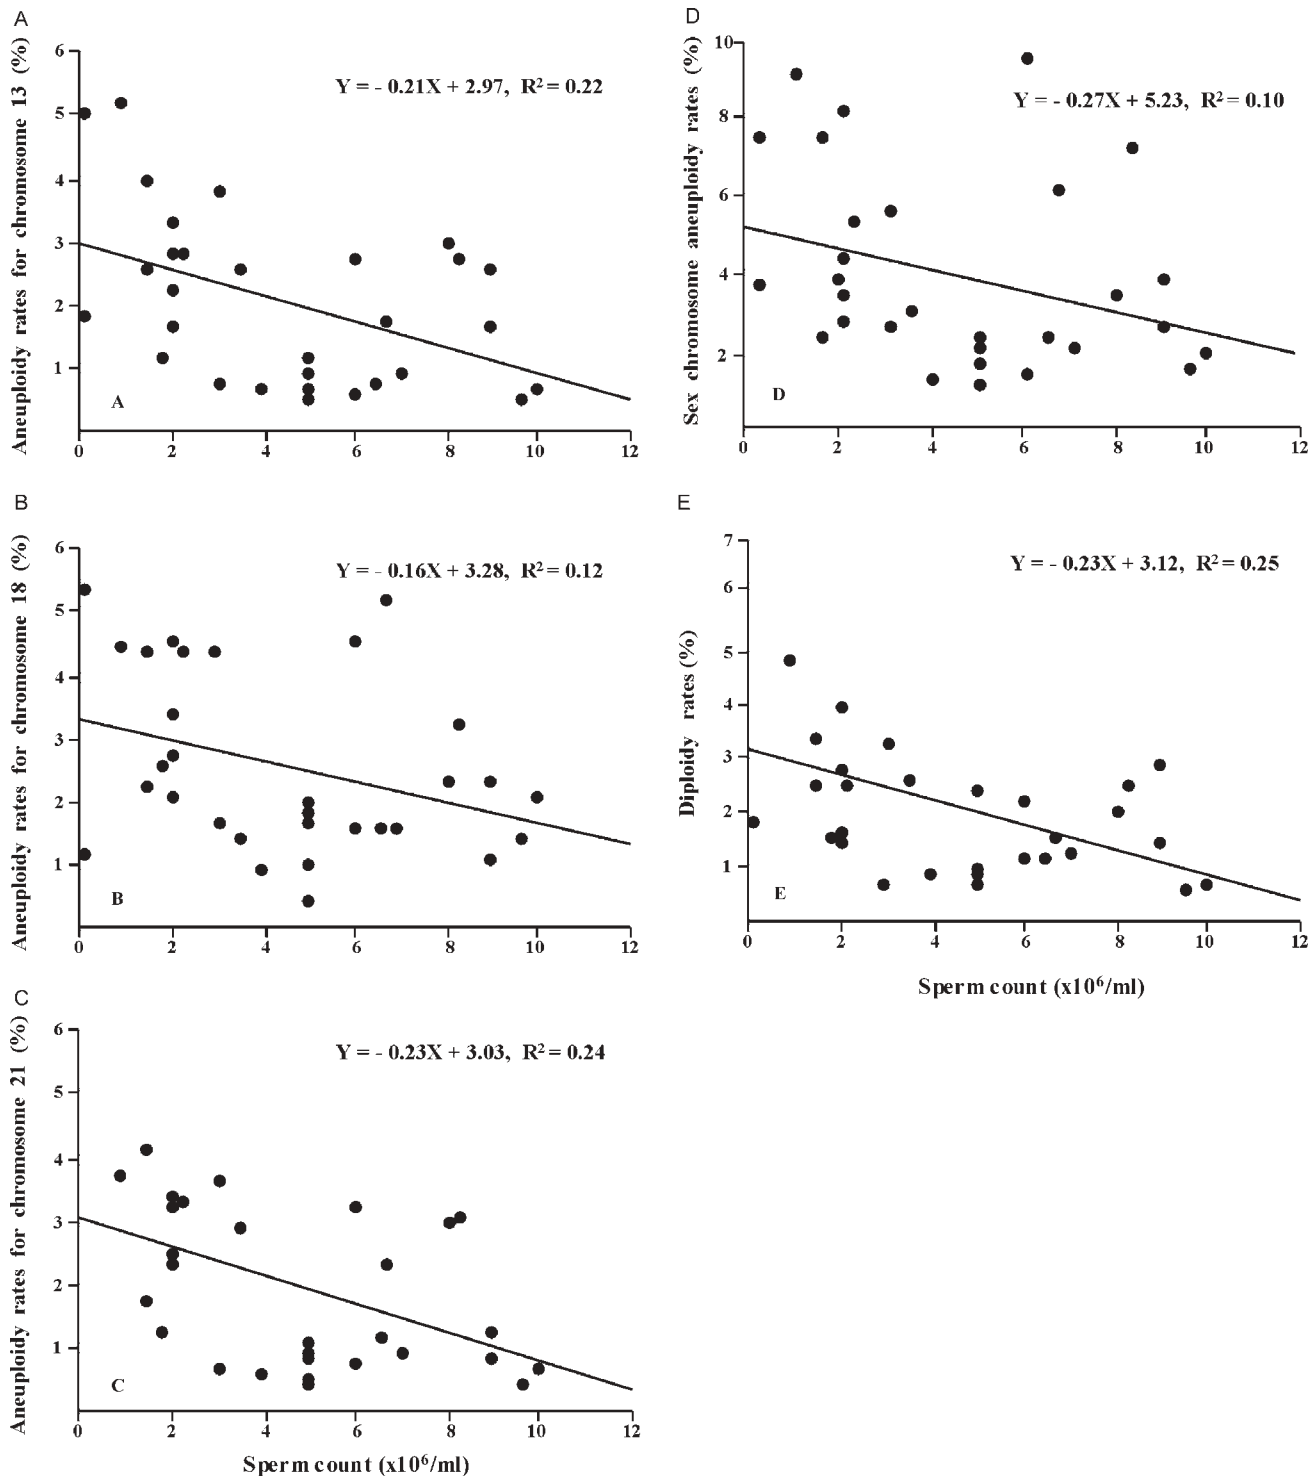 A
Aneuploidy rates for chromosome 13 (%)
6
5
4
3
2
1
Y = - 0.21X + 2.97, R² = 0.22
A
0 2 4 6 8 10 12
B
Aneuploidy rates for chromosome 18 (%)
6
5
4
3
2
1
Y = - 0.16X + 3.28, R² = 0.12
B
0 2 4 6 8 10 12
C
Aneuploidy rates for chromosome 21 (%)
6
5
4
3
2
1
Y = - 0.23X + 3.03, R² = 0.24
C
0 2 4 6 8 10 12
Sperm count (x10⁶/ml)
D
Sex chromosome aneuploidy rates (%)
10
8
6
4
2
Y = - 0.27X + 5.23, R² = 0.10
D
0 2 4 6 8 10 12
E
Diploidy rates (%)
7
6
5
4
3
2
1
Y = - 0.23X + 3.12, R² = 0.25
E
0 2 4 6 8 10 12
Sperm count (x10⁶/ml)